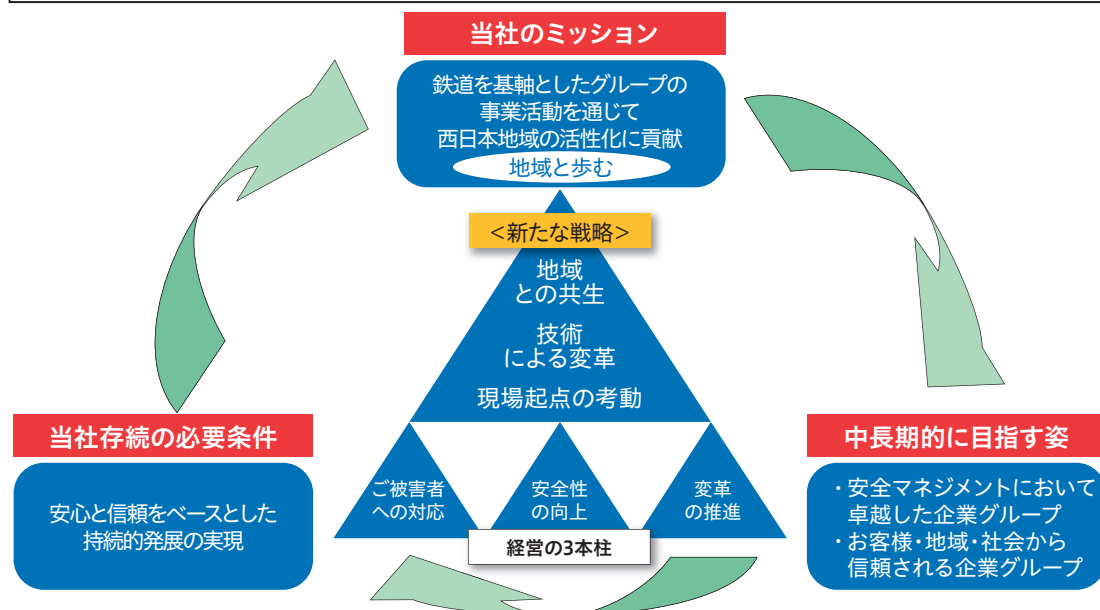 当社のミッション
鉄道を基軸としたグループの
事業活動を通じて
西日本地域の活性化に貢献
地域と歩む
<新たな戦略>
地域
との共生
技術
による変革
現場起点の考動
当社存続の必要条件
安心と信頼をベースとした
持続的発展の実現
ご被害者
への対応
安全性
の向上
変革
の推進
経営の3本柱
中長期的に目指す姿
・安全マネジメントにおいて
卓越した企業グループ
・お客様・地域・社会から
信頼される企業グループ